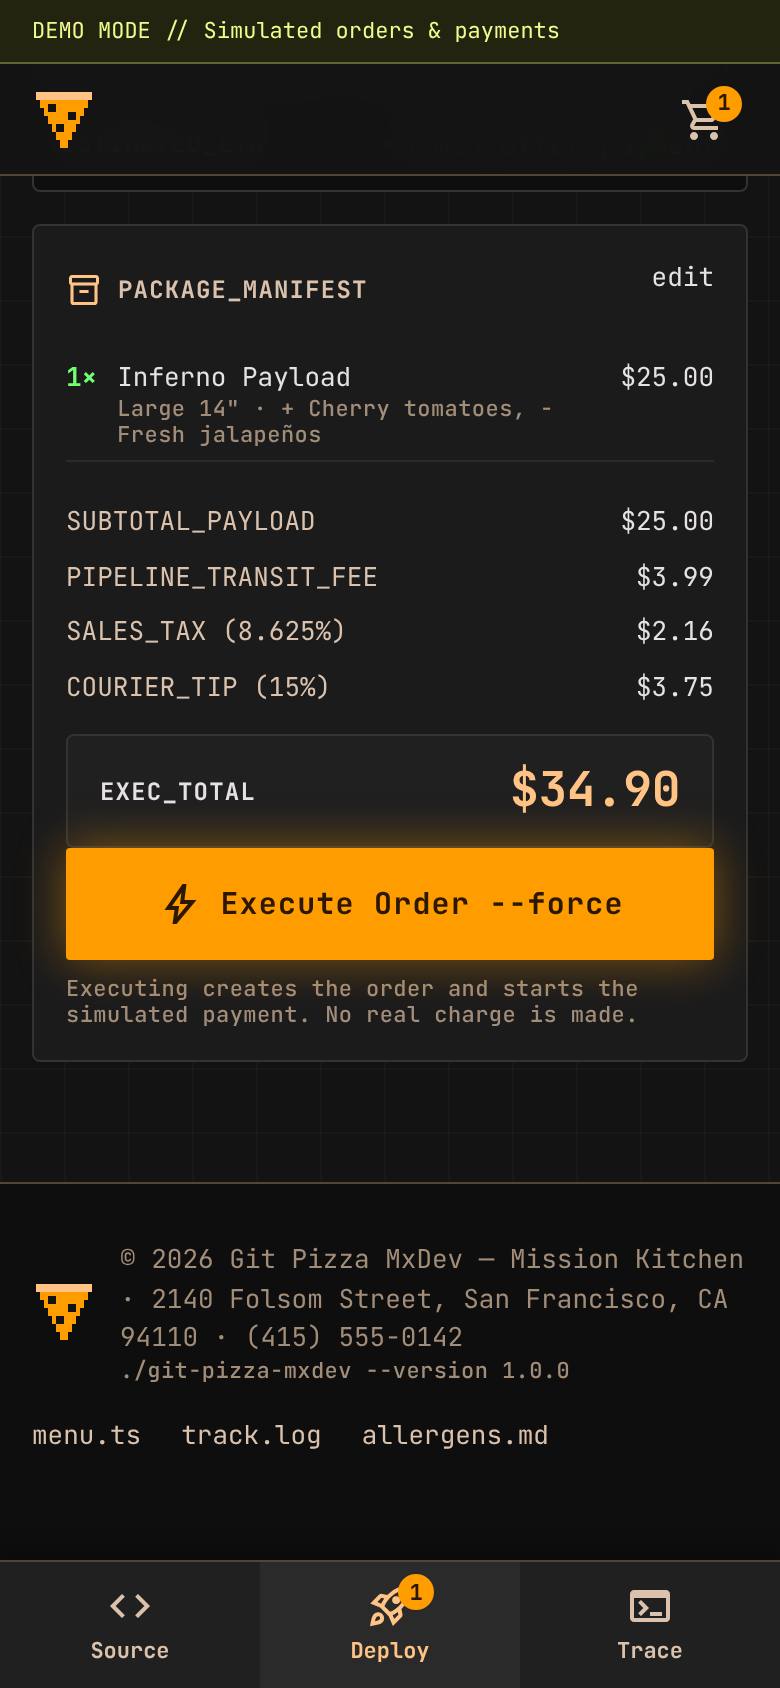 DEMO MODE // Simulated orders & payments
1
PACKAGE_MANIFEST
edit
1× Inferno Payload $25.00
Large 14" · + Cherry tomatoes, -
Fresh jalapeños
SUBTOTAL_PAYLOAD $25.00
PIPELINE_TRANSIT_FEE $3.99
SALES_TAX (8.625%) $2.16
COURIER_TIP (15%) $3.75
EXEC_TOTAL $34.90
Execute Order --force
Executing creates the order and starts the
simulated payment. No real charge is made.
© 2026 Git Pizza MxDev — Mission Kitchen
· 2140 Folsom Street, San Francisco, CA
94110 · (415) 555-0142
./git-pizza-mxdev --version 1.0.0
menu.ts track.log allergens.md
1
Source Deploy Trace